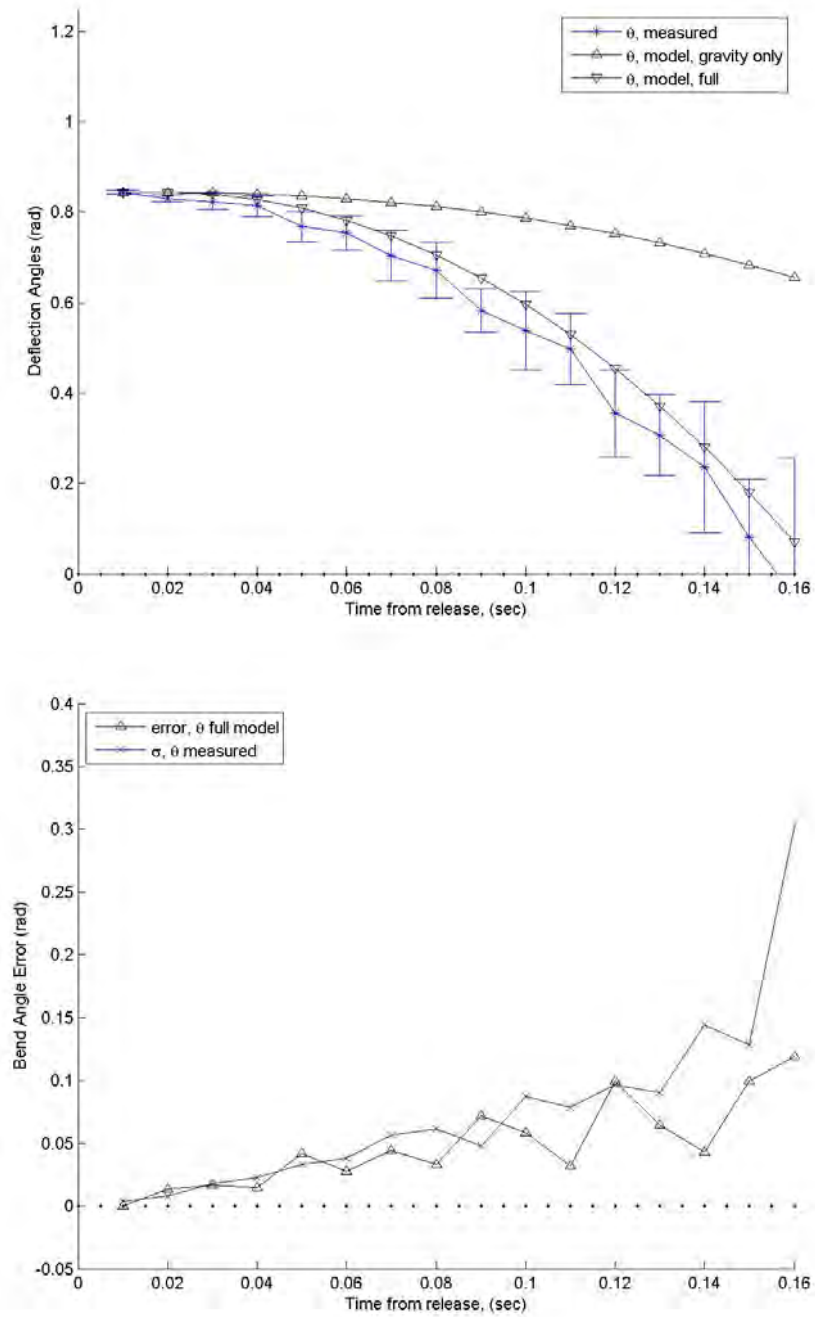 1.2
1
0.8
0.6
0.4
0.2
0
Deflection Angles (rad)
θ, measured
θ, model, gravity only
θ, model, full
0.02 0.04 0.06 0.08 0.1 0.12 0.14 0.16
Time from release, (sec)
0.4
0.35
0.3
0.25
0.2
0.15
0.1
0.05
0
-0.05
Bend Angle Error (rad)
error, θ full model
σ, θ measured
0 0.02 0.04 0.06 0.08 0.1 0.12 0.14 0.16
Time from release, (sec)